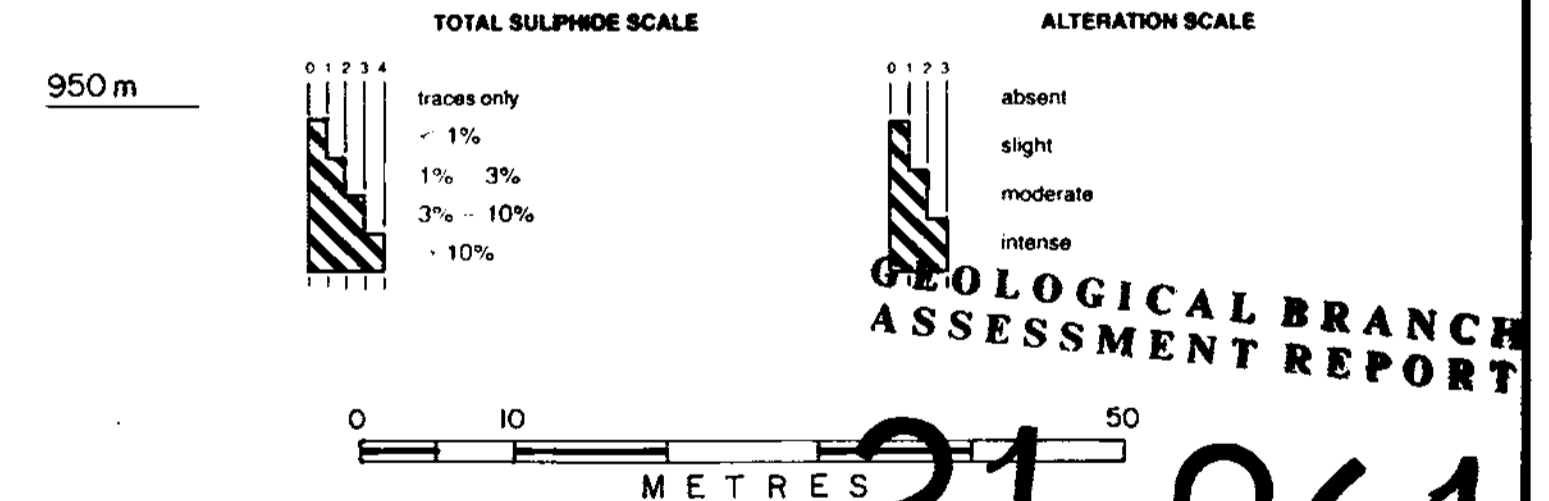 TOTAL SULPHIDE SCALE
ALTERATION SCALE
950 m
0 1 2 3 4
traces only
< 1%
1% 3%
3% -- 10%
10%
0 1 2 3
absent
slight
moderate
intense
GEOLOGICAL BRANCH
ASSESSMENT REPORT
0 10 50
METRES